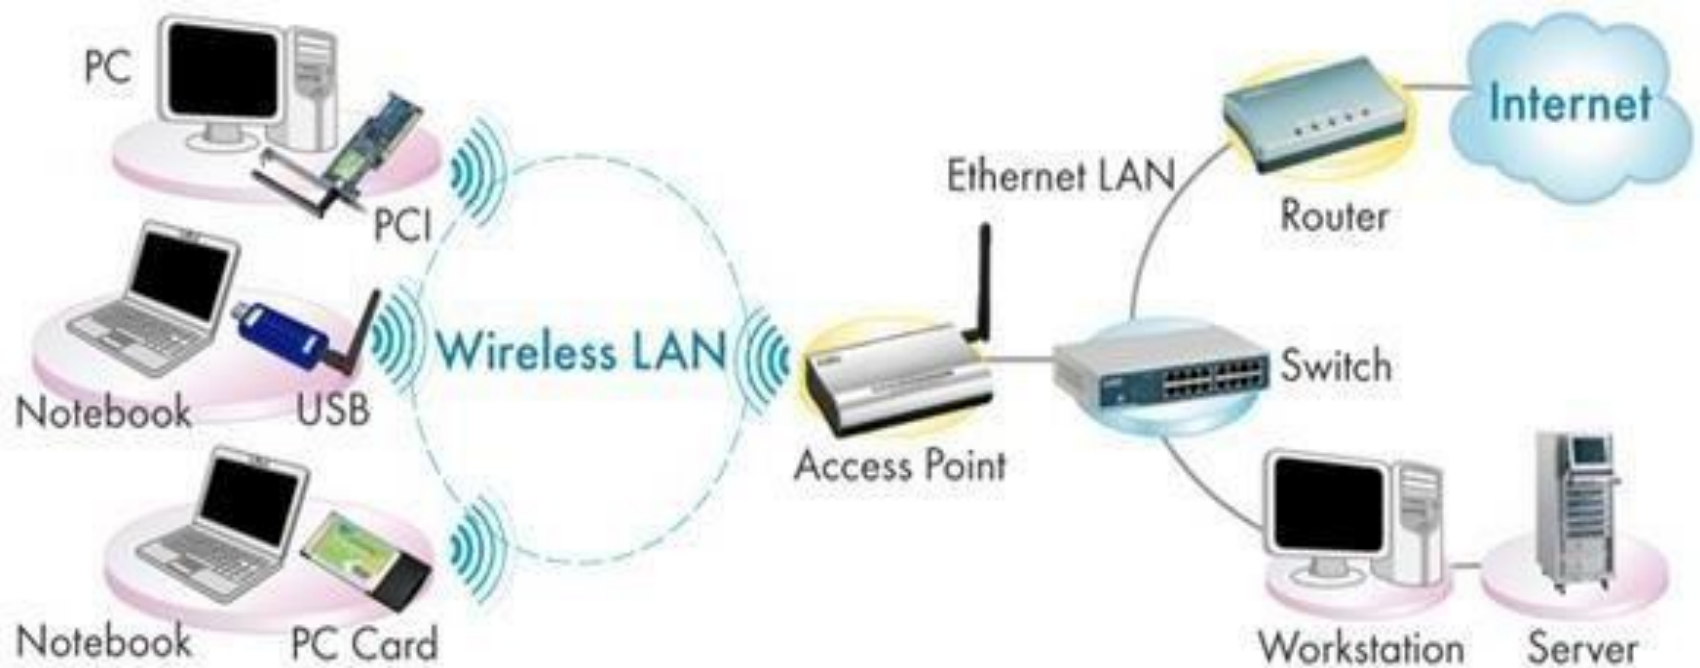 PC
PCI
Notebook
USB
Notebook
PC Card
Wireless LAN
Access Point
Ethernet LAN
Switch
Router
Internet
Workstation
Server